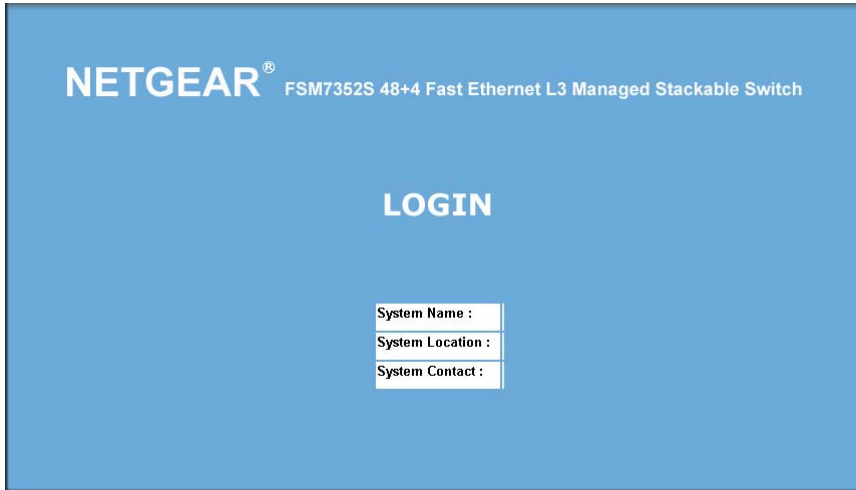 NETGEAR® FSM7352S 48+4 Fast Ethernet L3 Managed Stackable Switch
LOGIN
System Name :
System Location :
System Contact :